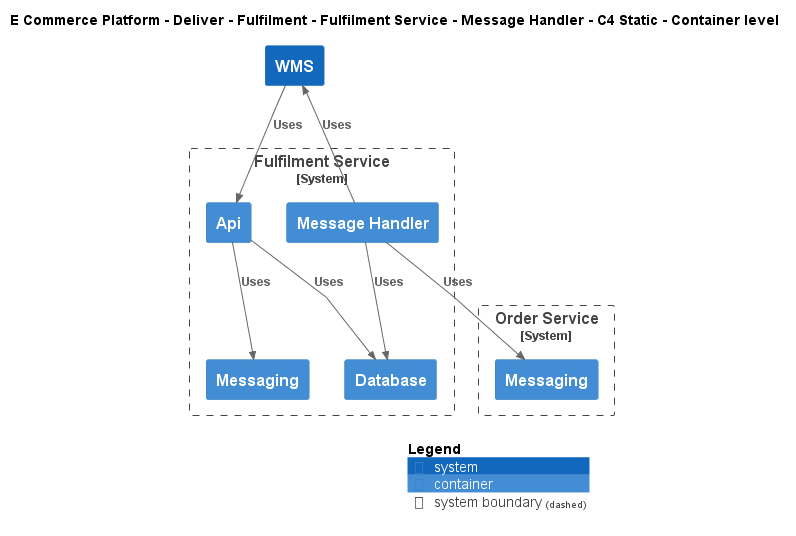 E Commerce Platform - Deliver - Fulfilment - Fulfilment Service - Message Handler - C4 Static - Container level
WMS
Uses
Uses
Fulfilment Service
[System]
Api
Message Handler
Uses
Uses
Uses
Uses
Order Service
[System]
Messaging
Database
Messaging
Legend
system
container
system boundary (dashed)